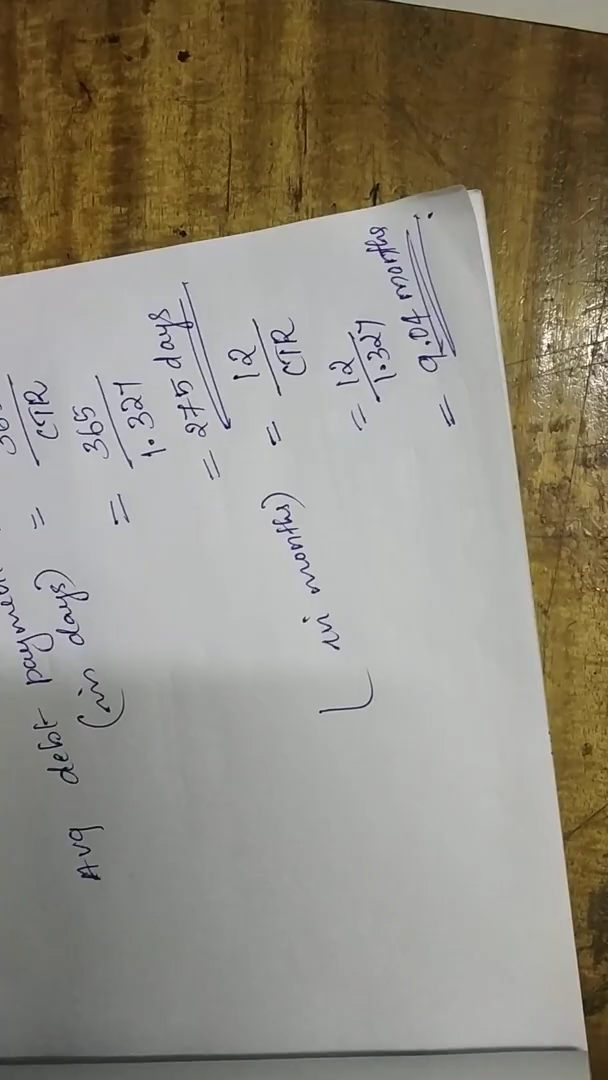 Avg debt payment = 365 / CTR
(in days)
= 365 / 1.327
= 275 days
(in months) = 12 / CTR
= 12 / 1.327
= 9.04 months.